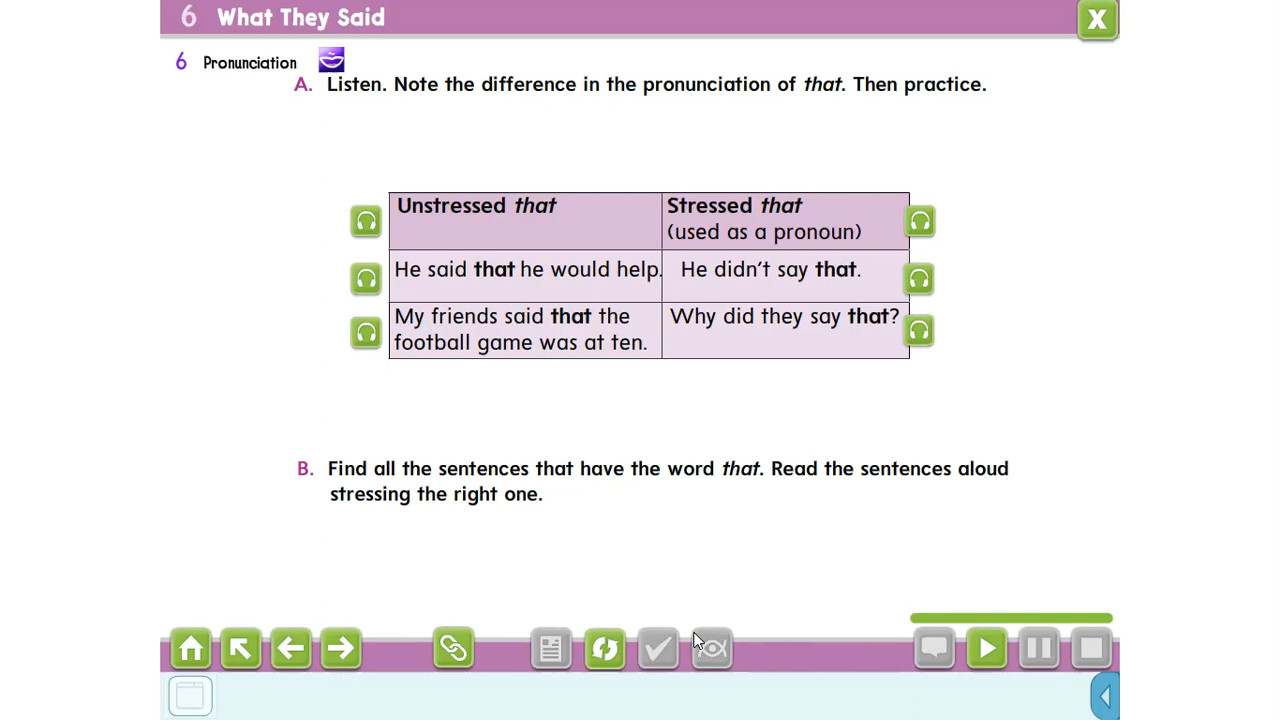 6 What They Said
X
6 Pronunciation
A. Listen. Note the difference in the pronunciation of that. Then practice.
Unstressed that
Stressed that
(used as a pronoun)
He said that he would help.
He didn't say that.
My friends said that the
football game was at ten.
Why did they say that?
B. Find all the sentences that have the word that. Read the sentences aloud
stressing the right one.